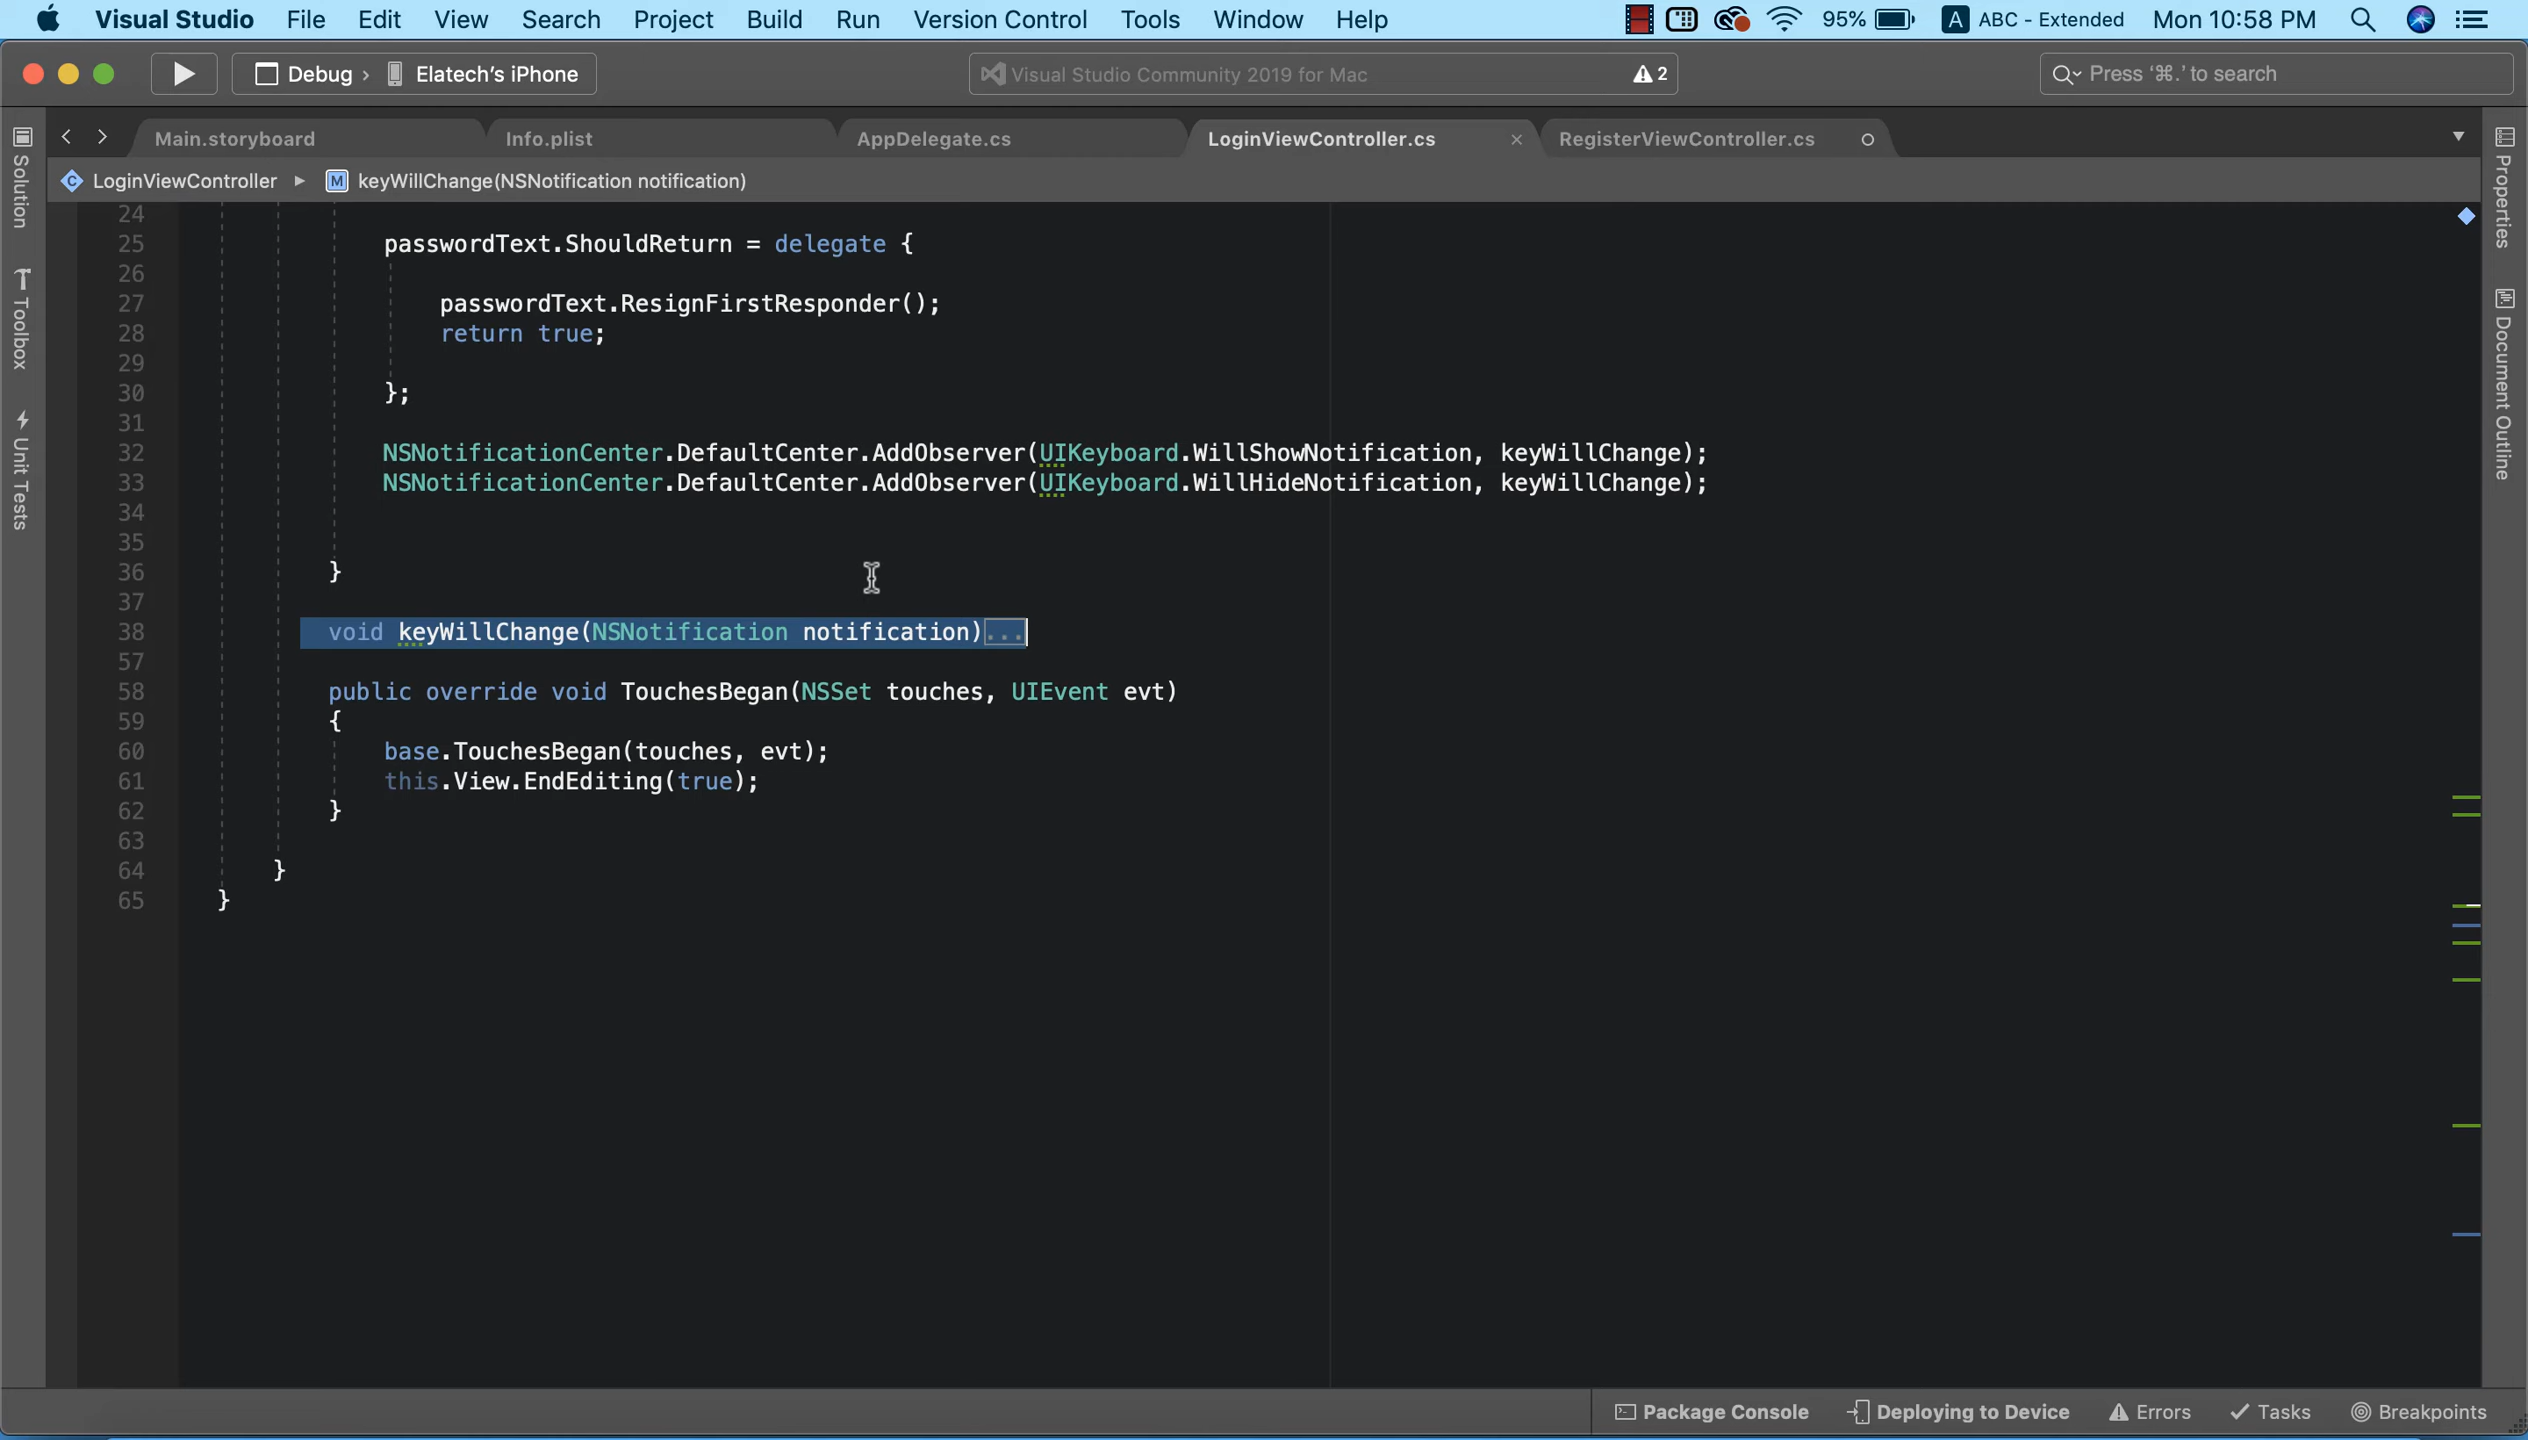 Visual Studio File Edit View Search Project Build Run Version Control Tools Window Help 95% A ABC - Extended Mon 10:58 PM
Debug › Elatech's iPhone Visual Studio Community 2019 for Mac 2 Press '⌘.' to search
Main.storyboard Info.plist AppDelegate.cs LoginViewController.cs × RegisterViewController.cs
LoginViewController ▸ M keyWillChange(NSNotification notification)
Solution
Toolbox
Unit Tests
24
25 passwordText.ShouldReturn = delegate {
26
27 passwordText.ResignFirstResponder();
28 return true;
29
30 };
31
32 NSNotificationCenter.DefaultCenter.AddObserver(UIKeyboard.WillShowNotification, keyWillChange);
33 NSNotificationCenter.DefaultCenter.AddObserver(UIKeyboard.WillHideNotification, keyWillChange);
34
35
36 }
37
38 void keyWillChange(NSNotification notification)...
57
58 public override void TouchesBegan(NSSet touches, UIEvent evt)
59 {
60 base.TouchesBegan(touches, evt);
61 this.View.EndEditing(true);
62 }
63
64 }
65 }
Properties
Document Outline
Package Console Deploying to Device Errors Tasks Breakpoints